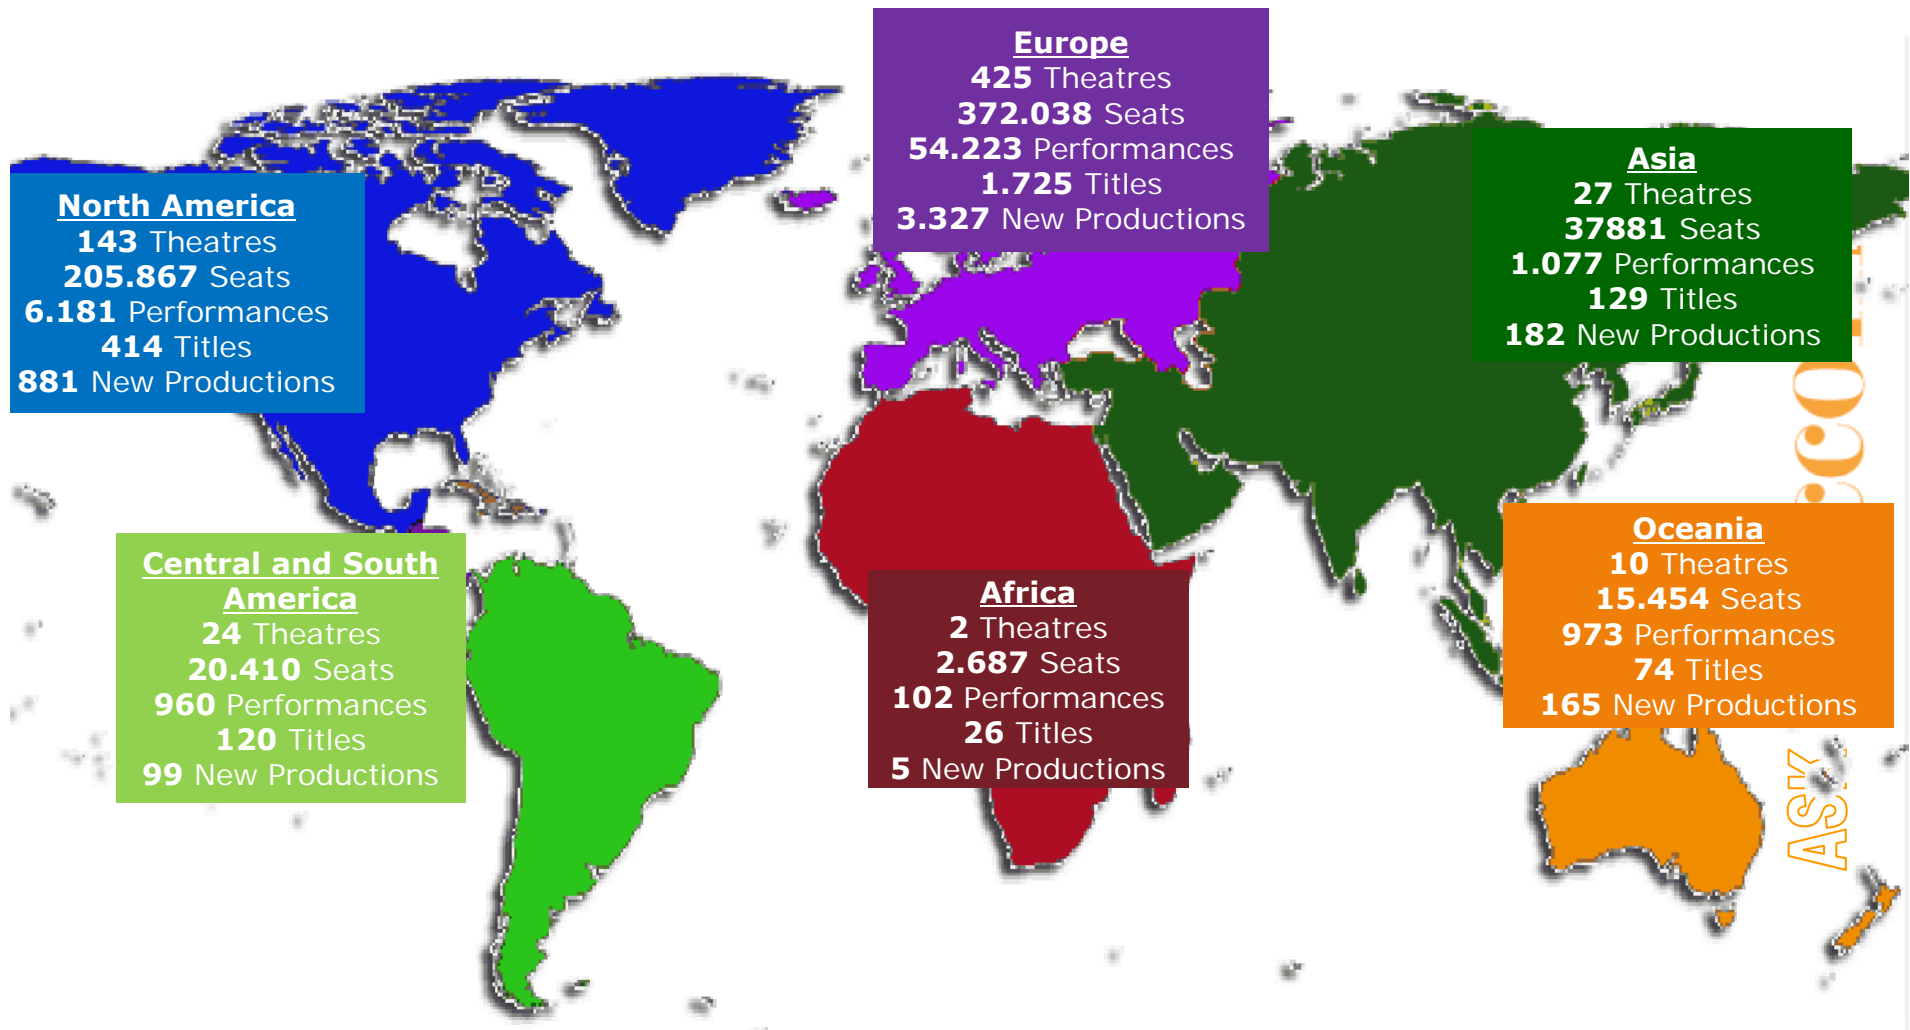 Europe
425 Theatres
372.038 Seats
54.223 Performances
1.725 Titles
3.327 New Productions
Asia
27 Theatres
37881 Seats
1.077 Performances
129 Titles
182 New Productions
North America
143 Theatres
205.867 Seats
6.181 Performances
414 Titles
881 New Productions
Central and South
America
24 Theatres
20.410 Seats
960 Performances
120 Titles
99 New Productions
Africa
2 Theatres
2.687 Seats
102 Performances
26 Titles
5 New Productions
Oceania
10 Theatres
15.454 Seats
973 Performances
74 Titles
165 New Productions